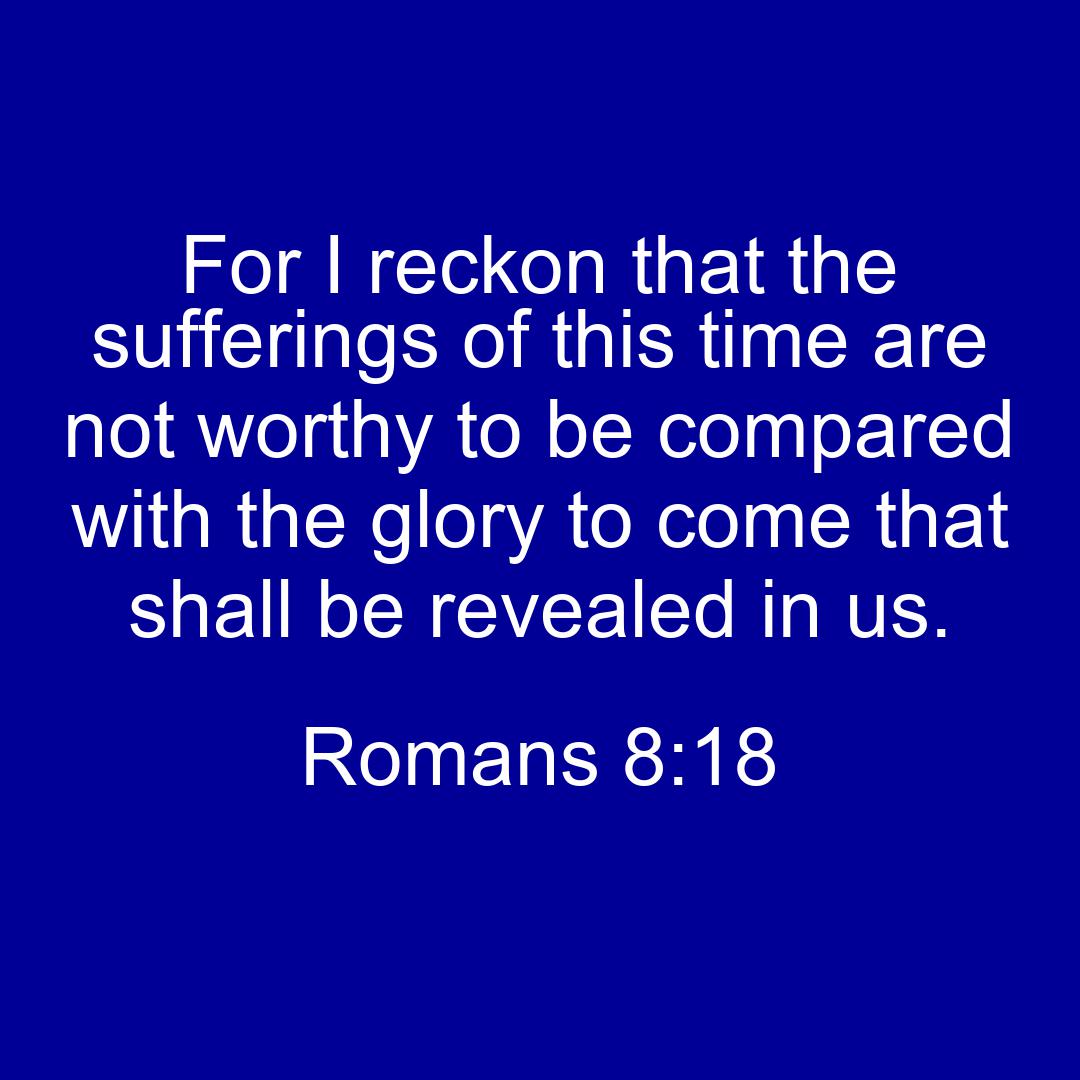 For I reckon that the
sufferings of this time are
not worthy to be compared
with the glory to come that
shall be revealed in us.
Romans 8:18